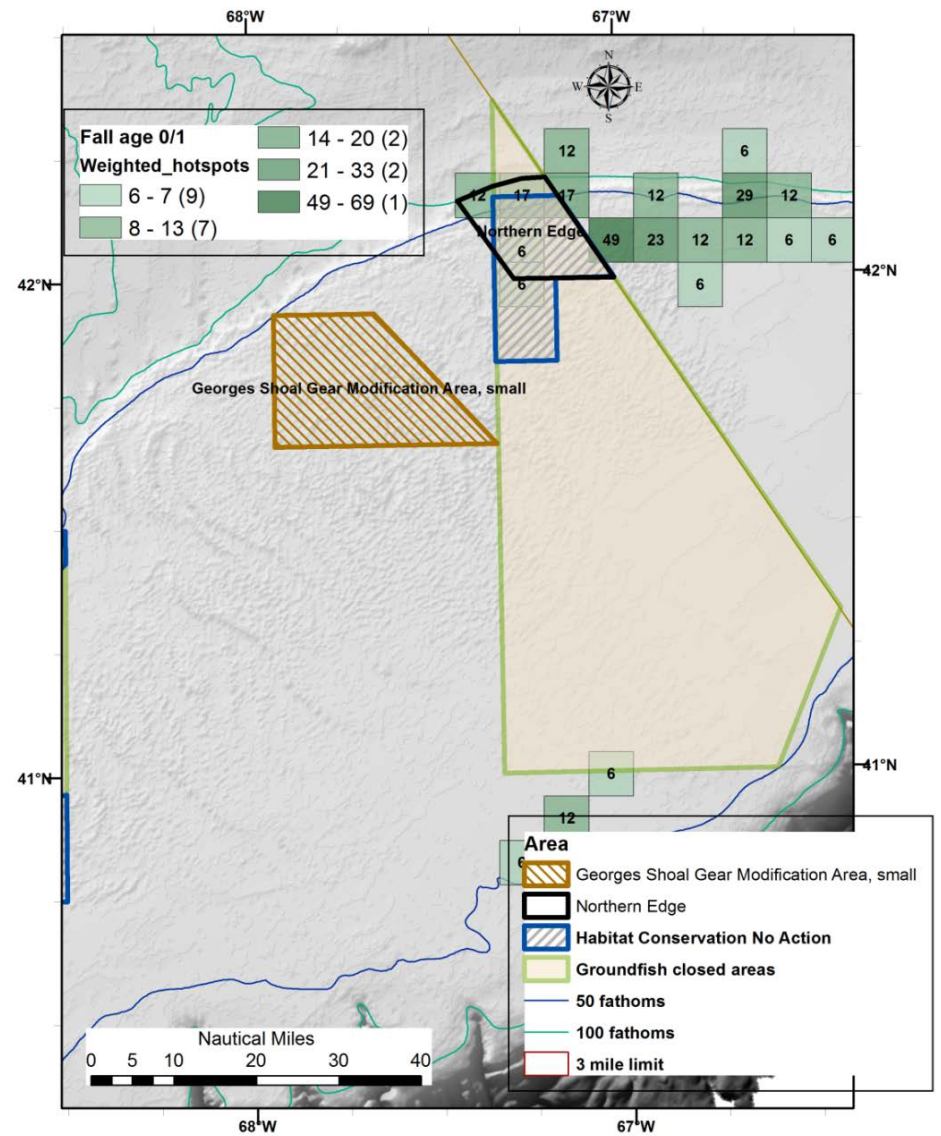 68°W 67°W
N
W E
S
Fall age 0/1
Weighted_hotspots
6 - 7 (9)
8 - 13 (7)
14 - 20 (2)
21 - 33 (2)
49 - 69 (1)
12 6
12 17 17 12 29 12
Northern Edge
49 23 12 12 6 6
6
42°N 42°N
6 6
Georges Shoal Gear Modification Area, small
41°N 41°N
6
12
6
Area
Georges Shoal Gear Modification Area, small
Northern Edge
Habitat Conservation No Action
Groundfish closed areas
50 fathoms
100 fathoms
3 mile limit
Nautical Miles
0 5 10 20 30 40
68°W 67°W